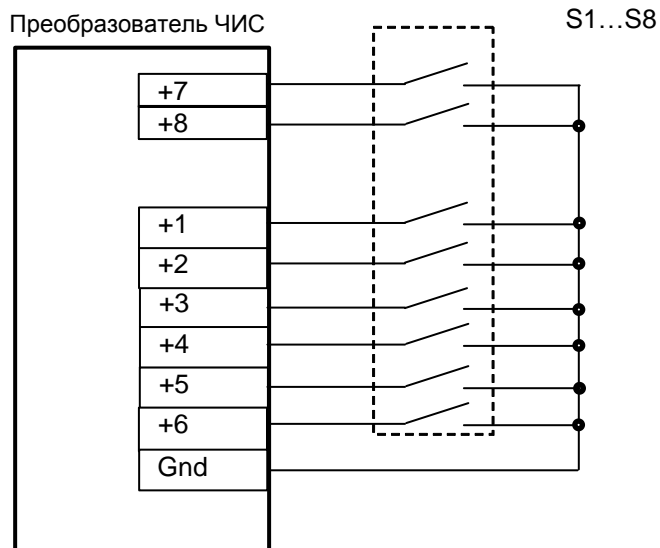 Преобразователь ЧИС
S1…S8
+7
+8
+1
+2
+3
+4
+5
+6
Gnd